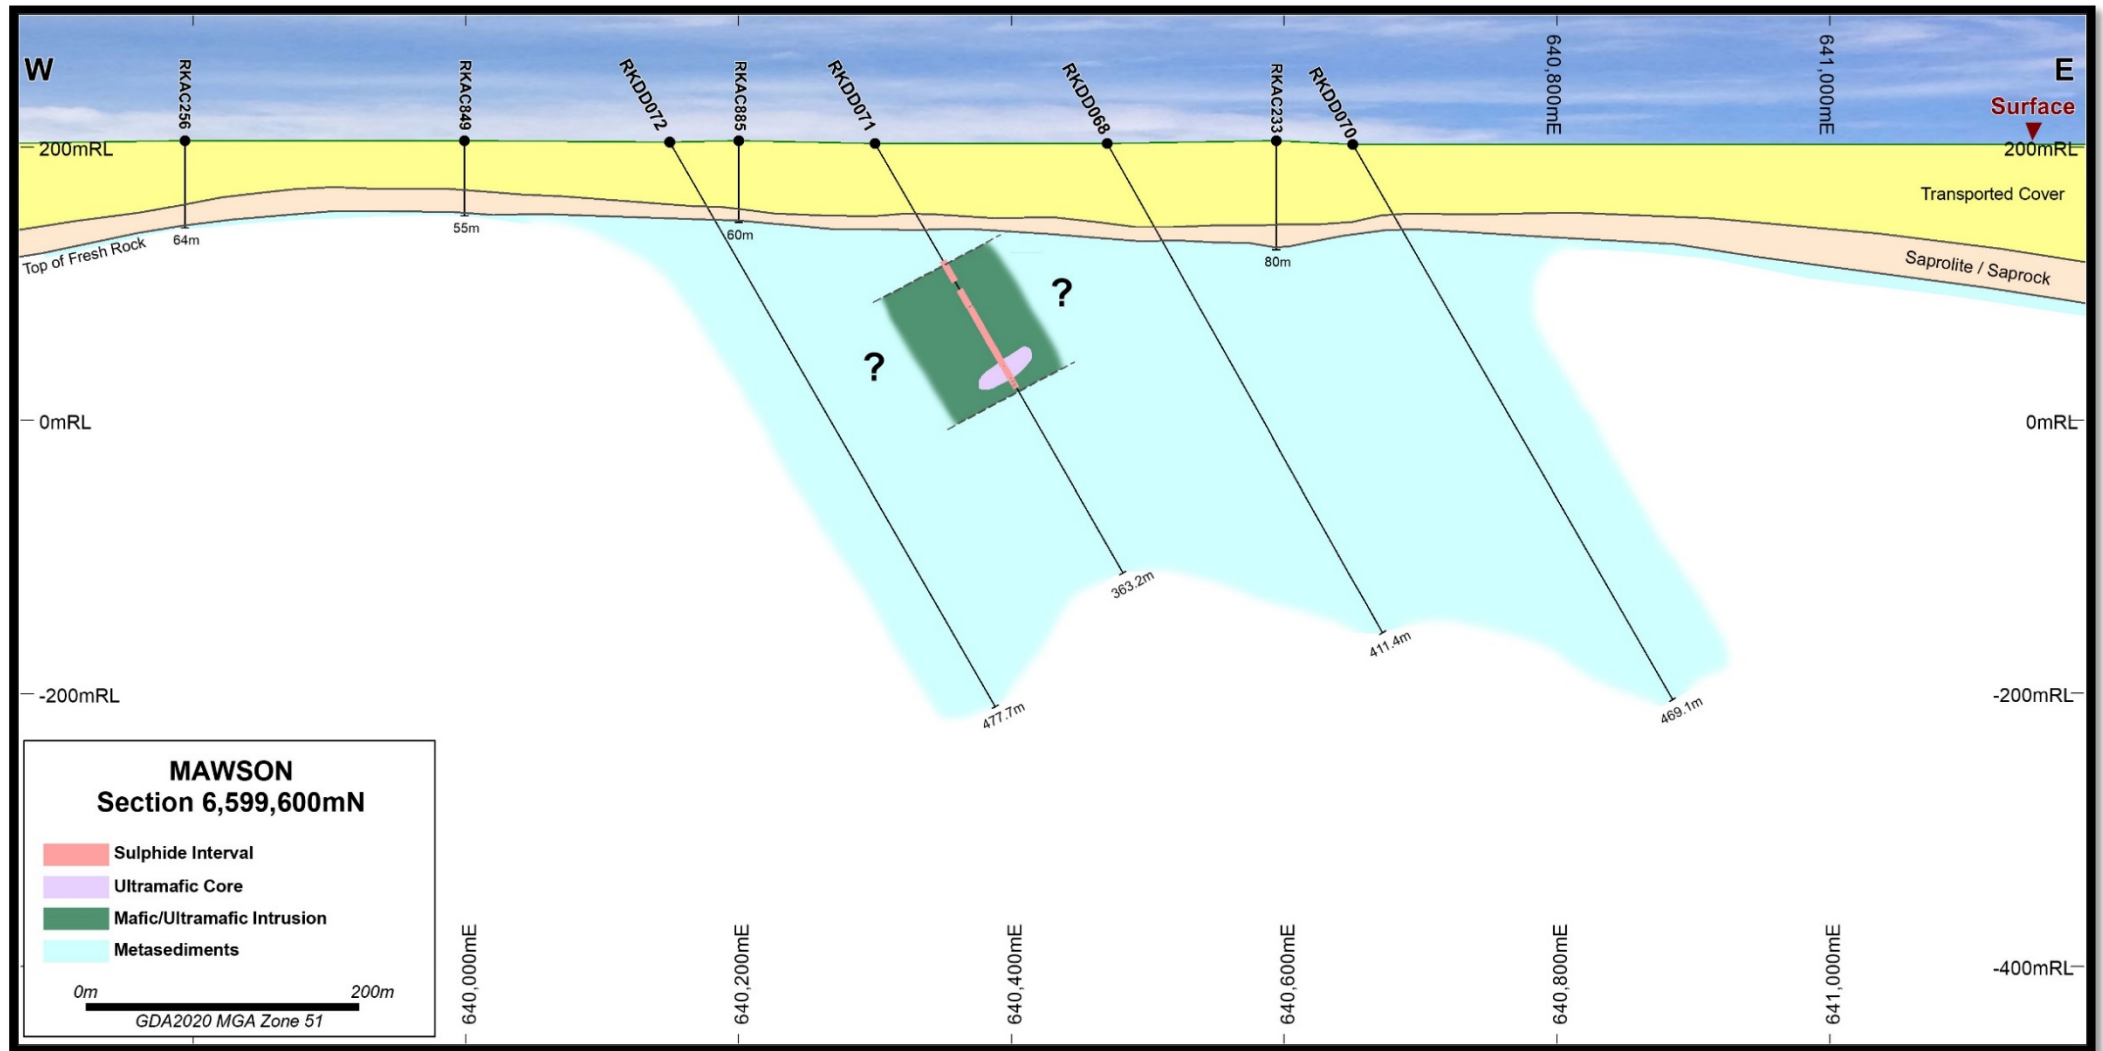 W
E
RKAC256
RKAC849
RKDD072
RKAC885
RKDD071
RKDD068
RKAC233
RKDD070
640,800mE
641,000mE
Surface
200mRL
200mRL
Transported Cover
64m
55m
60m
80m
Top of Fresh Rock
Saprolite / Saprock
?
?
0mRL
0mRL
363.2m
411.4m
-200mRL
-200mRL
477.7m
469.1m
MAWSON
Section 6,599,600mN
Sulphide Interval
Ultramafic Core
Mafic/Ultramafic Intrusion
Metasediments
0m 200m
GDA2020 MGA Zone 51
640,000mE
640,200mE
640,400mE
640,600mE
640,800mE
641,000mE
-400mRL